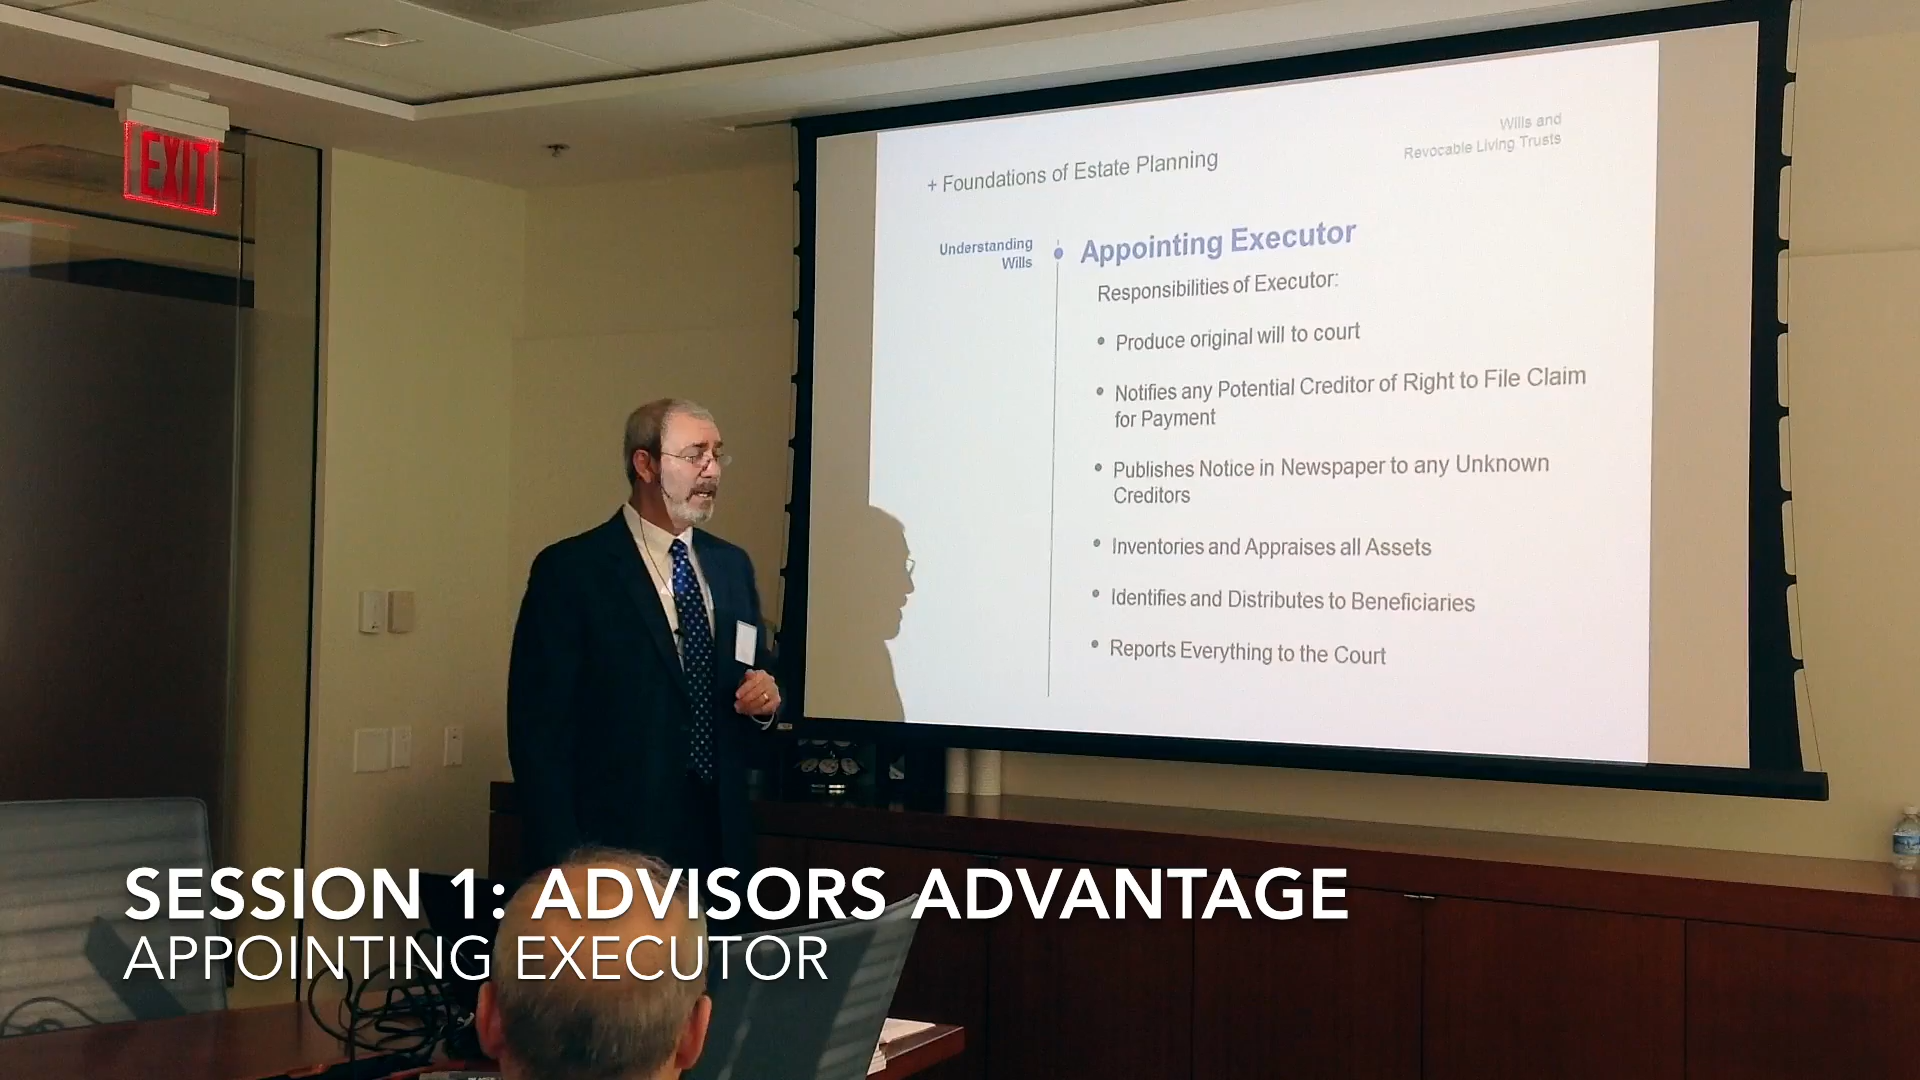 EXIT
Wills and
Revocable Living Trusts
+ Foundations of Estate Planning
Understanding
Wills
Appointing Executor
Responsibilities of Executor:
• Produce original will to court
• Notifies any Potential Creditor of Right to File Claim
for Payment
• Publishes Notice in Newspaper to any Unknown
Creditors
• Inventories and Appraises all Assets
• Identifies and Distributes to Beneficiaries
• Reports Everything to the Court
SESSION 1: ADVISORS ADVANTAGE
APPOINTING EXECUTOR